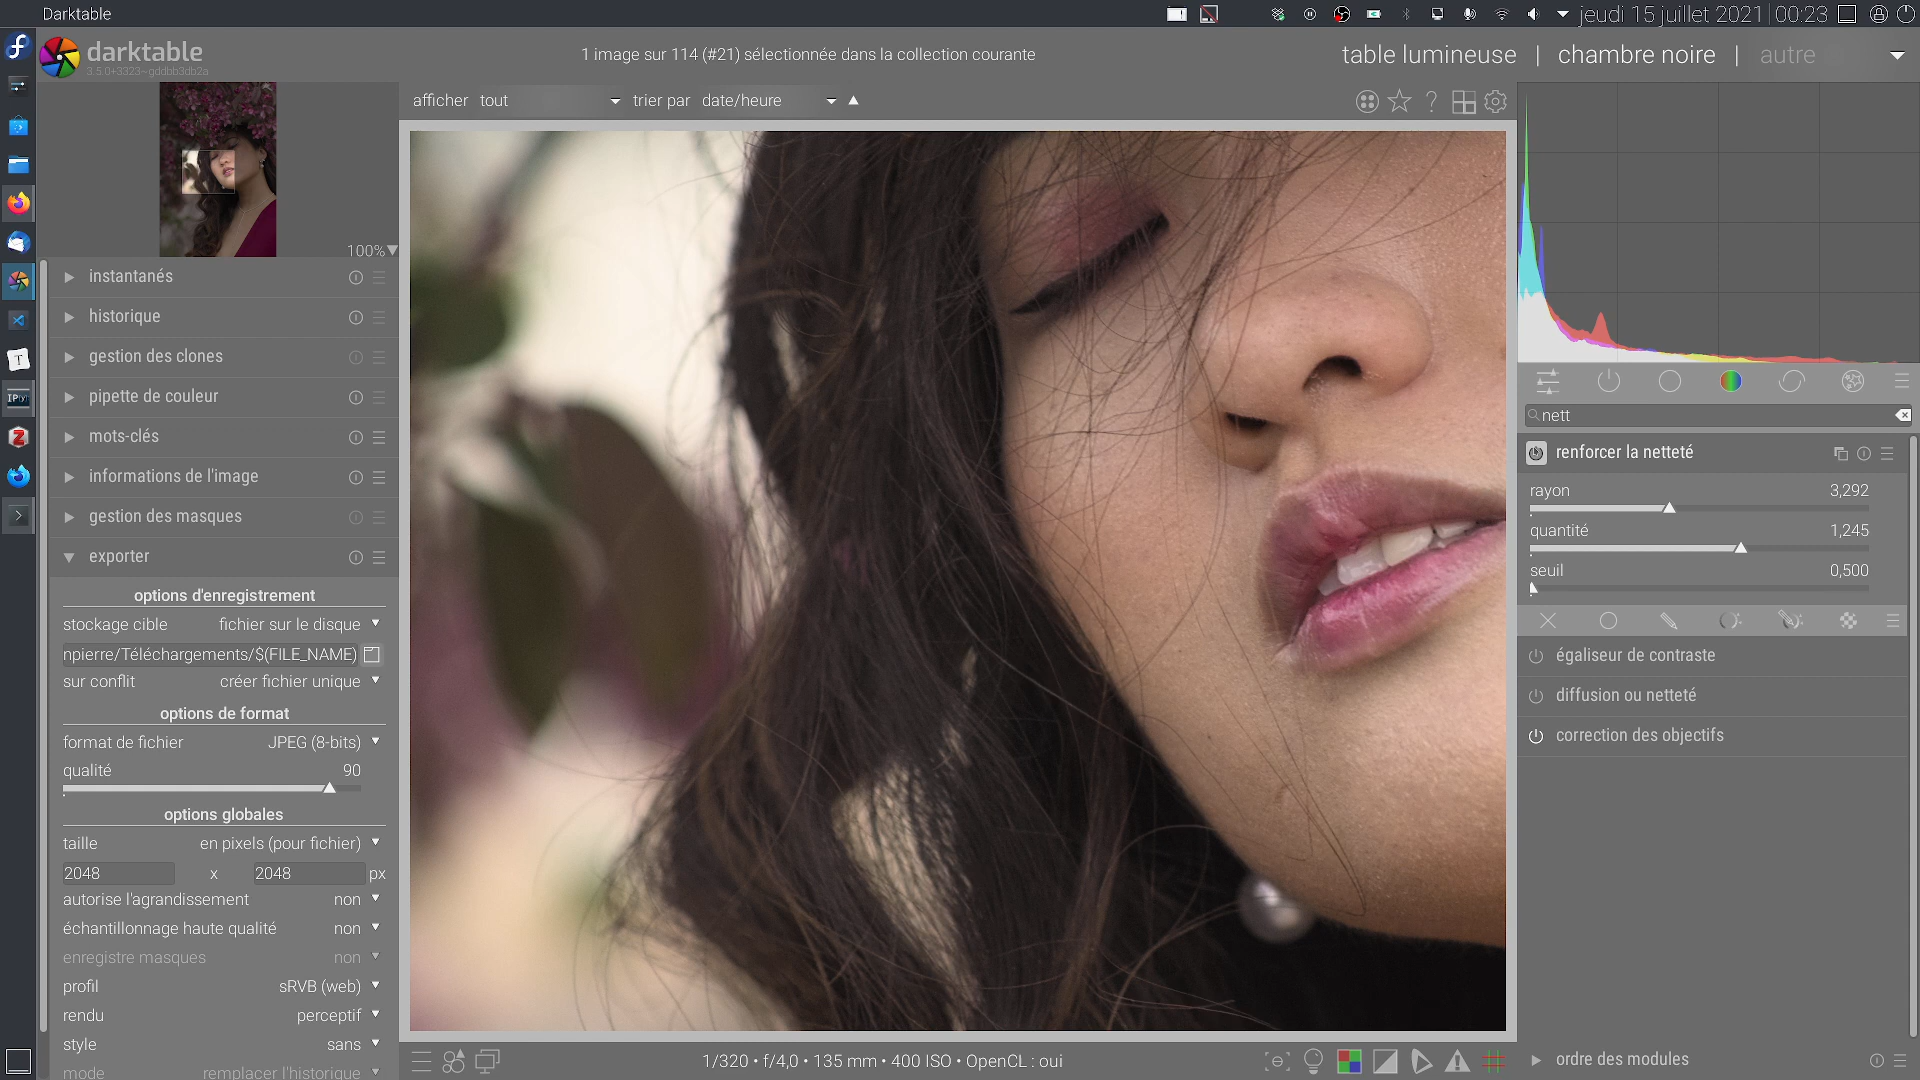 Darktable
jeudi 15 juillet 2021 00:23
darktable
3.5.0+3323~gddbb3db2a
1 image sur 114 (#21) sélectionnée dans la collection courante
table lumineuse | chambre noire | autre
afficher tout trier par date/heure
100%
instantanés
historique
gestion des clones
pipette de couleur
mots-clés
informations de l'image
gestion des masques
exporter
options d'enregistrement
stockage cible fichier sur le disque
npierre/Téléchargements/$(FILE_NAME)
sur conflit créer fichier unique
options de format
format de fichier JPEG (8-bits)
qualité 90
options globales
taille en pixels (pour fichier)
2048 x 2048 px
autorise l'agrandissement non
échantillonnage haute qualité non
enregistre masques non
profil sRVB (web)
rendu perceptif
style sans
mode remplacer l'historique
1/320 • f/4,0 • 135 mm • 400 ISO • OpenCL : oui
nett
renforcer la netteté
rayon 3,292
quantité 1,245
seuil 0,500
égaliseur de contraste
diffusion ou netteté
correction des objectifs
ordre des modules